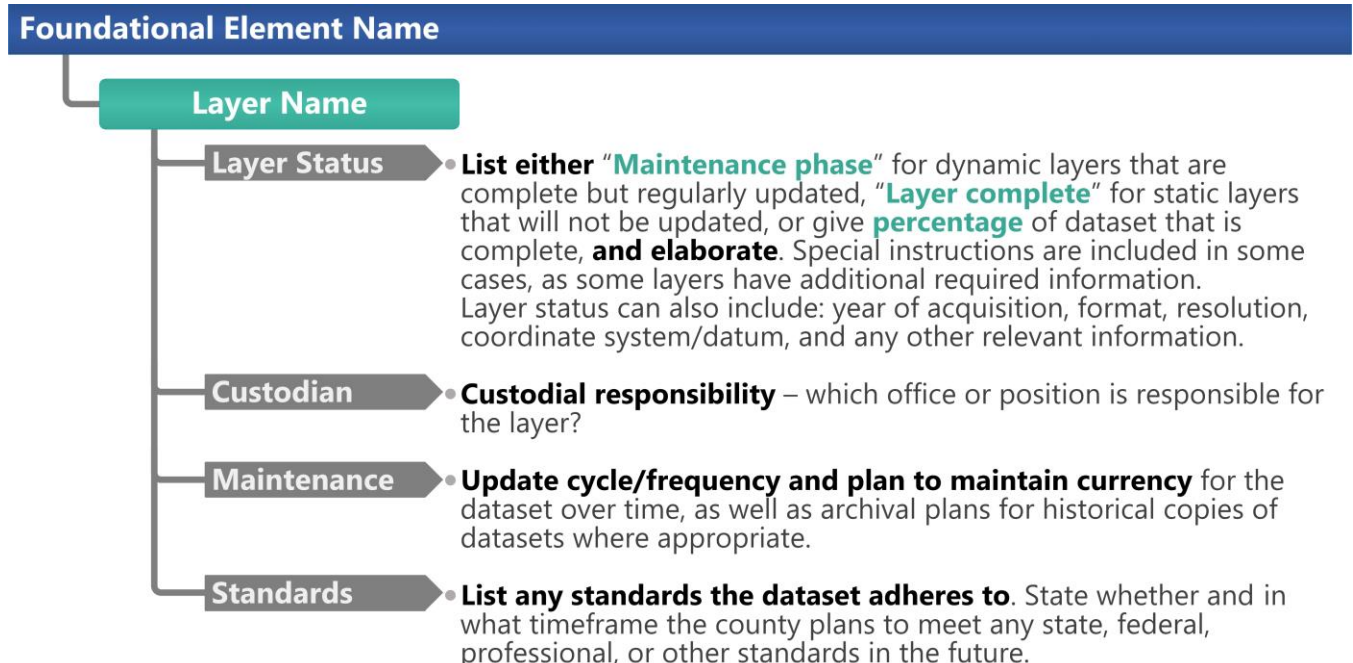 Foundational Element Name
Layer Name
Layer Status
• List either “Maintenance phase” for dynamic layers that are
complete but regularly updated, “Layer complete” for static layers
that will not be updated, or give percentage of dataset that is
complete, and elaborate. Special instructions are included in some
cases, as some layers have additional required information.
Layer status can also include: year of acquisition, format, resolution,
coordinate system/datum, and any other relevant information.
Custodian
• Custodial responsibility – which office or position is responsible for
the layer?
Maintenance
• Update cycle/frequency and plan to maintain currency for the
dataset over time, as well as archival plans for historical copies of
datasets where appropriate.
Standards
• List any standards the dataset adheres to. State whether and in
what timeframe the county plans to meet any state, federal,
professional, or other standards in the future.